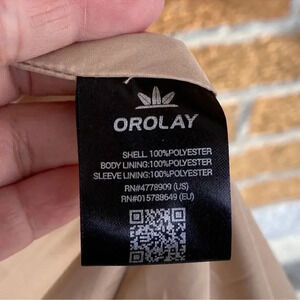 OROLAY
SHELL: 100%POLYESTER
BODY LINING:100%POLYESTER
SLEEVE LINING:100%POLYESTER
RN#4778909 (US)
RN#015788649 (EU)